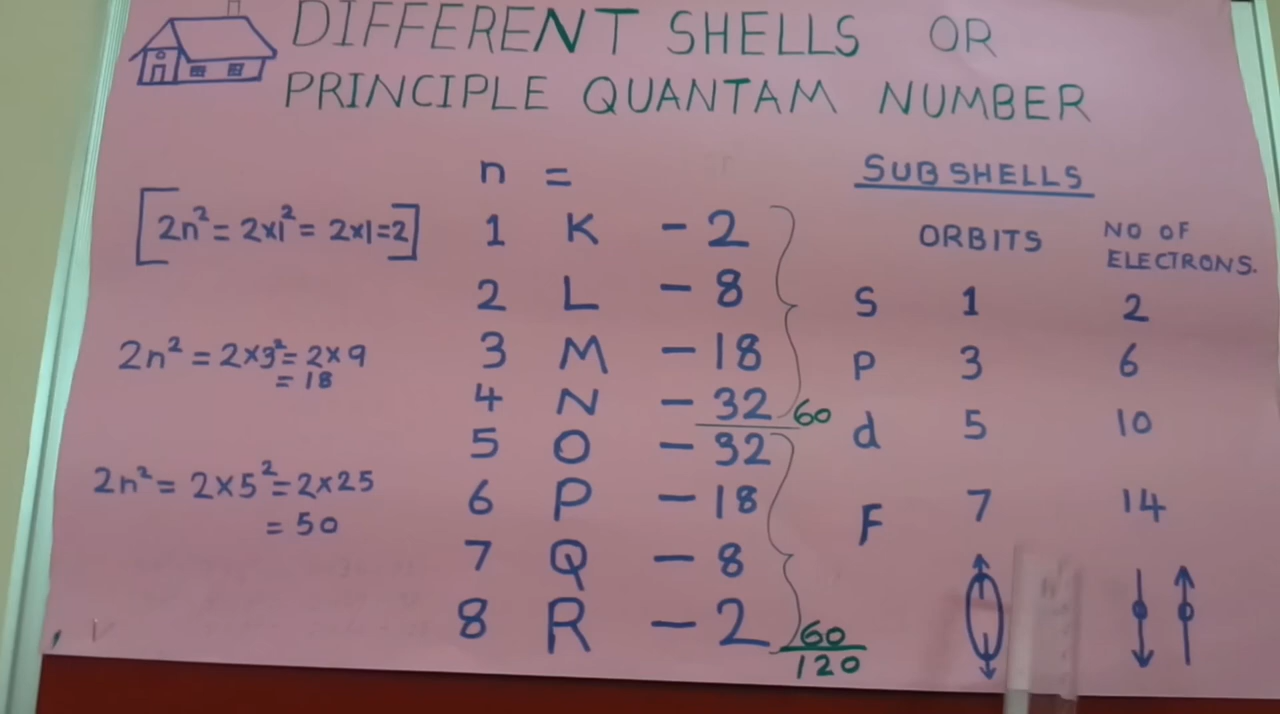 DIFFERENT SHELLS OR
PRINCIPLE QUANTAM NUMBER
n =
[2n² = 2×1² = 2×1=2]
2n² = 2×3² = 2×9
= 18
2n² = 2×5² = 2×25
= 50
1 K - 2
2 L - 8
3 M - 18
4 N - 32 60
5 O - 32
6 P - 18
7 Q - 8
8 R - 2 60
120
SUBSHELLS
ORBITS NO OF
ELECTRONS.
S 1 2
P 3 6
d 5 10
F 7 14